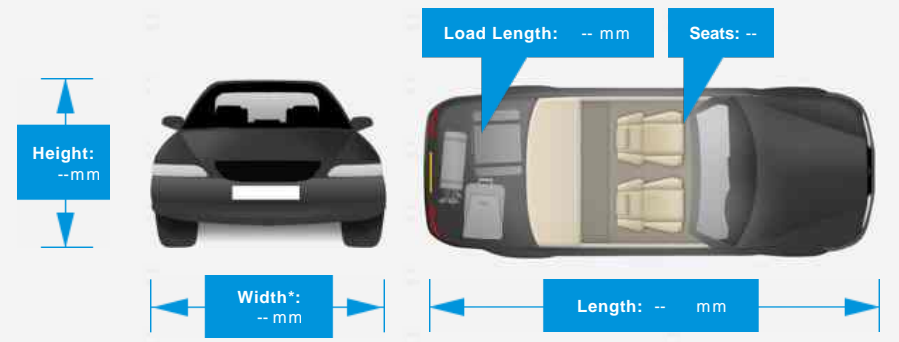 Load Length: -- mm
Seats: --
Height:
--mm
Width*:
-- mm
Length: -- mm